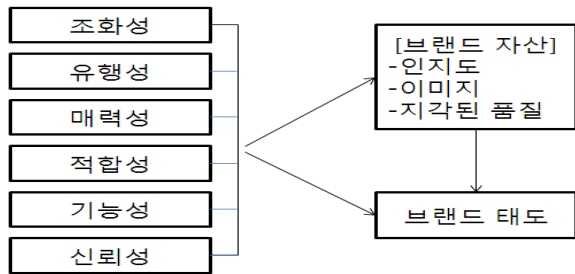 조화성
유행성
매력성
적합성
기능성
신뢰성
[브랜드 자산]
-인지도
-이미지
-지각된 품질
브랜드 태도